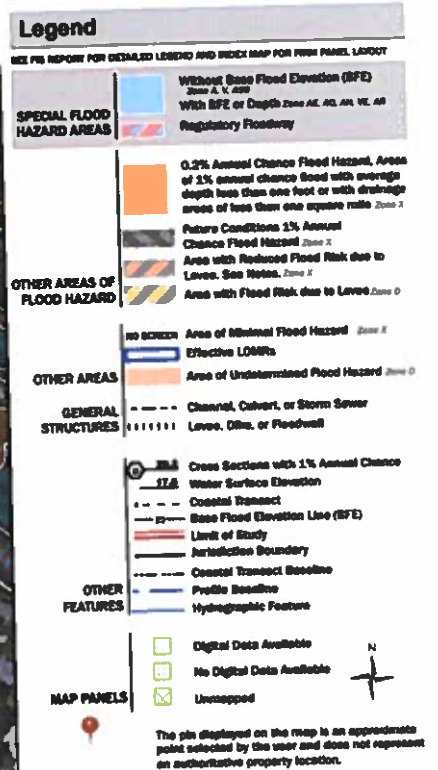 Legend
SEE FIS REPORT FOR DETAILED LEGEND AND INDEX MAP FOR FIRM PANEL LAYOUT
SPECIAL FLOOD
HAZARD AREAS
Without Base Flood Elevation (BFE)
Zone A, V, A99
With BFE or Depth Zone AE, AO, AH, VE, AR
Regulatory Floodway
OTHER AREAS OF
FLOOD HAZARD
0.2% Annual Chance Flood Hazard, Areas
of 1% annual chance flood with average
depth less than one foot or with drainage
areas of less than one square mile Zone X
Future Conditions 1% Annual
Chance Flood Hazard Zone X
Area with Reduced Flood Risk due to
Levee. See Notes. Zone X
Area with Flood Risk due to Levee Zone D
OTHER AREAS
NO SCREEN Area of Minimal Flood Hazard Zone X
Effective LOMRs
Area of Undetermined Flood Hazard Zone D
GENERAL
STRUCTURES
Channel, Culvert, or Storm Sewer
Levee, Dike, or Floodwall
OTHER
FEATURES
B 20.2 Cross Sections with 1% Annual Chance
17.5 Water Surface Elevation
Coastal Transect
Base Flood Elevation Line (BFE)
Limit of Study
Jurisdiction Boundary
Coastal Transect Baseline
Profile Baseline
Hydrographic Feature
MAP PANELS
Digital Data Available
No Digital Data Available
Unmapped
N
The pin displayed on the map is an approximate
point selected by the user and does not represent
an authoritative property location.